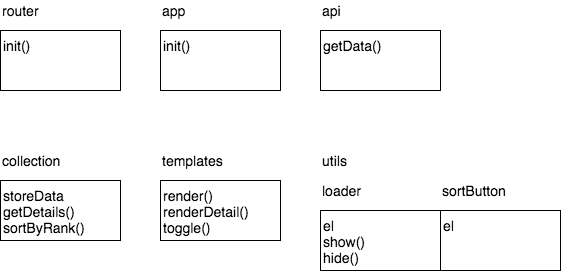 router
init()
app
init()
api
getData()
collection
storeData
getDetails()
sortByRank()
templates
render()
renderDetail()
toggle()
utils
loader
el
show()
hide()
sortButton
el